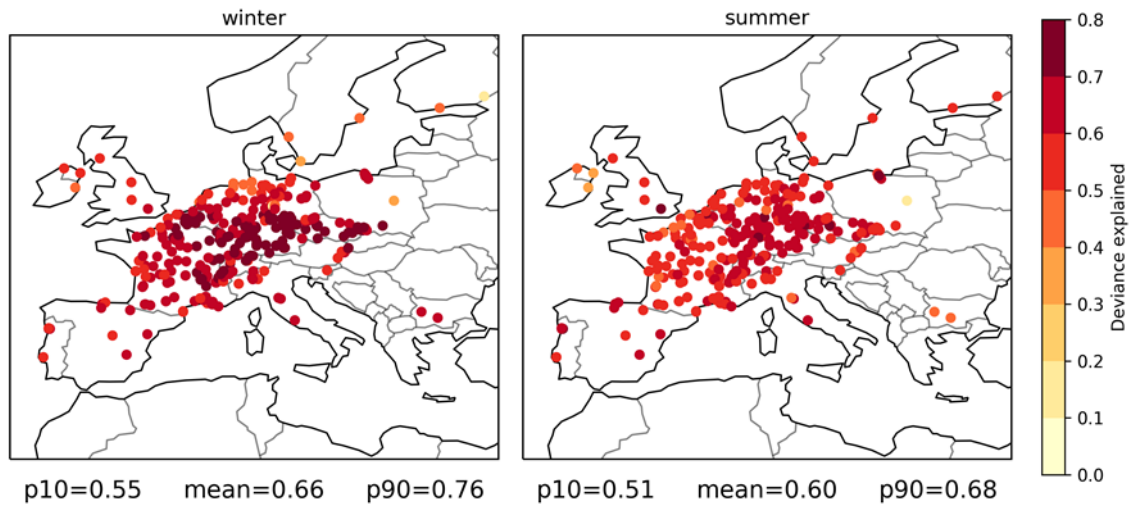 winter
summer
0.8
0.7
0.6
0.5
0.4
0.3
0.2
0.1
0.0
Deviance explained
p10=0.55 mean=0.66 p90=0.76
p10=0.51 mean=0.60 p90=0.68